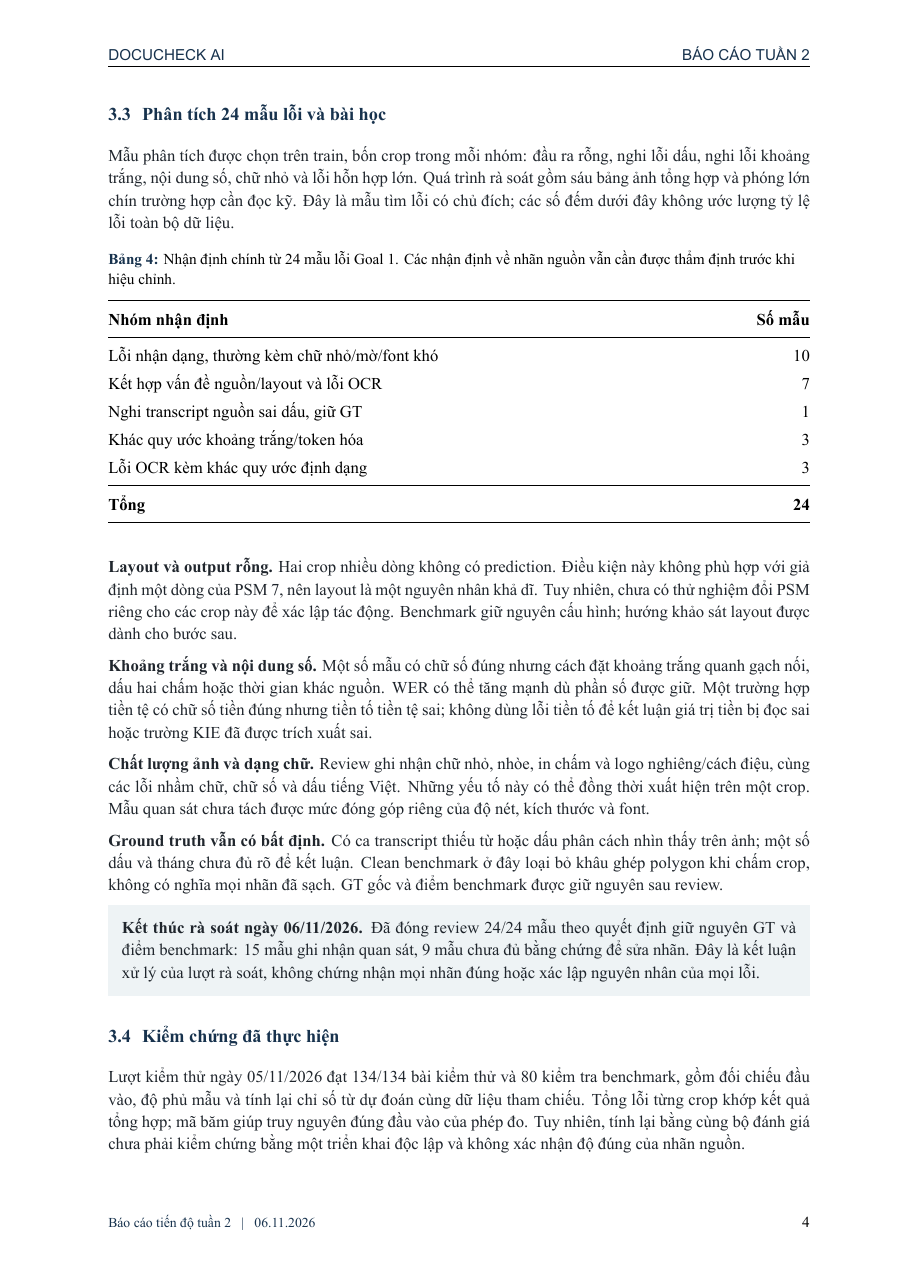 DOCUCHECK AI
BÁO CÁO TUẦN 2
3.3 Phân tích 24 mẫu lỗi và bài học
Mẫu phân tích được chọn trên train, bốn crop trong mỗi nhóm: đầu ra rỗng, nghi lỗi dấu, nghi lỗi khoảng
trắng, nội dung số, chữ nhỏ và lỗi hỗn hợp lớn. Quá trình rà soát gồm sáu bảng ảnh tổng hợp và phóng lớn
chín trường hợp cần đọc kỹ. Đây là mẫu tìm lỗi có chủ đích; các số đếm dưới đây không ước lượng tỷ lệ
lỗi toàn bộ dữ liệu.
Bảng 4: Nhận định chính từ 24 mẫu lỗi Goal 1. Các nhận định về nhãn nguồn vẫn cần được thẩm định trước khi
hiệu chỉnh.
Nhóm nhận định Số mẫu
Lỗi nhận dạng, thường kèm chữ nhỏ/mờ/font khó 10
Kết hợp vấn đề nguồn/layout và lỗi OCR 7
Nghi transcript nguồn sai dấu, giữ GT 1
Khác quy ước khoảng trắng/token hóa 3
Lỗi OCR kèm khác quy ước định dạng 3
Tổng 24
Layout và output rỗng. Hai crop nhiều dòng không có prediction. Điều kiện này không phù hợp với giả
định một dòng của PSM 7, nên layout là một nguyên nhân khả dĩ. Tuy nhiên, chưa có thử nghiệm đổi PSM
riêng cho các crop này để xác lập tác động. Benchmark giữ nguyên cấu hình; hướng khảo sát layout được
dành cho bước sau.
Khoảng trắng và nội dung số. Một số mẫu có chữ số đúng nhưng cách đặt khoảng trắng quanh gạch nối,
dấu hai chấm hoặc thời gian khác nguồn. WER có thể tăng mạnh dù phần số được giữ. Một trường hợp
tiền tệ có chữ số tiền đúng nhưng tiền tố tiền tệ sai; không dùng lỗi tiền tố để kết luận giá trị tiền bị đọc sai
hoặc trường KIE đã được trích xuất sai.
Chất lượng ảnh và dạng chữ. Review ghi nhận chữ nhỏ, nhòe, in chấm và logo nghiêng/cách điệu, cùng
các lỗi nhầm chữ, chữ số và dấu tiếng Việt. Những yếu tố này có thể đồng thời xuất hiện trên một crop.
Mẫu quan sát chưa tách được mức đóng góp riêng của độ nét, kích thước và font.
Ground truth vẫn có bất định. Có ca transcript thiếu từ hoặc dấu phân cách nhìn thấy trên ảnh; một số
dấu và tháng chưa đủ rõ để kết luận. Clean benchmark ở đây loại bỏ khâu ghép polygon khi chấm crop,
không có nghĩa mọi nhãn đã sạch. GT gốc và điểm benchmark được giữ nguyên sau review.
Kết thúc rà soát ngày 06/11/2026. Đã đóng review 24/24 mẫu theo quyết định giữ nguyên GT và
điểm benchmark: 15 mẫu ghi nhận quan sát, 9 mẫu chưa đủ bằng chứng để sửa nhãn. Đây là kết luận
xử lý của lượt rà soát, không chứng nhận mọi nhãn đúng hoặc xác lập nguyên nhân của mọi lỗi.
3.4 Kiểm chứng đã thực hiện
Lượt kiểm thử ngày 05/11/2026 đạt 134/134 bài kiểm thử và 80 kiểm tra benchmark, gồm đối chiếu đầu
vào, độ phủ mẫu và tính lại chỉ số từ dự đoán cùng dữ liệu tham chiếu. Tổng lỗi từng crop khớp kết quả
tổng hợp; mã băm giúp truy nguyên đúng đầu vào của phép đo. Tuy nhiên, tính lại bằng cùng bộ đánh giá
chưa phải kiểm chứng bằng một triển khai độc lập và không xác nhận độ đúng của nhãn nguồn.
Báo cáo tiến độ tuần 2 | 06.11.2026
4